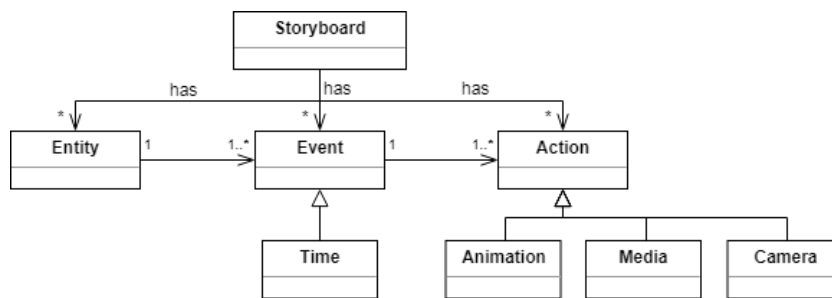 Storyboard
has has has
* * *
Entity 1 1..* Event 1 1..* Action
Time Animation Media Camera